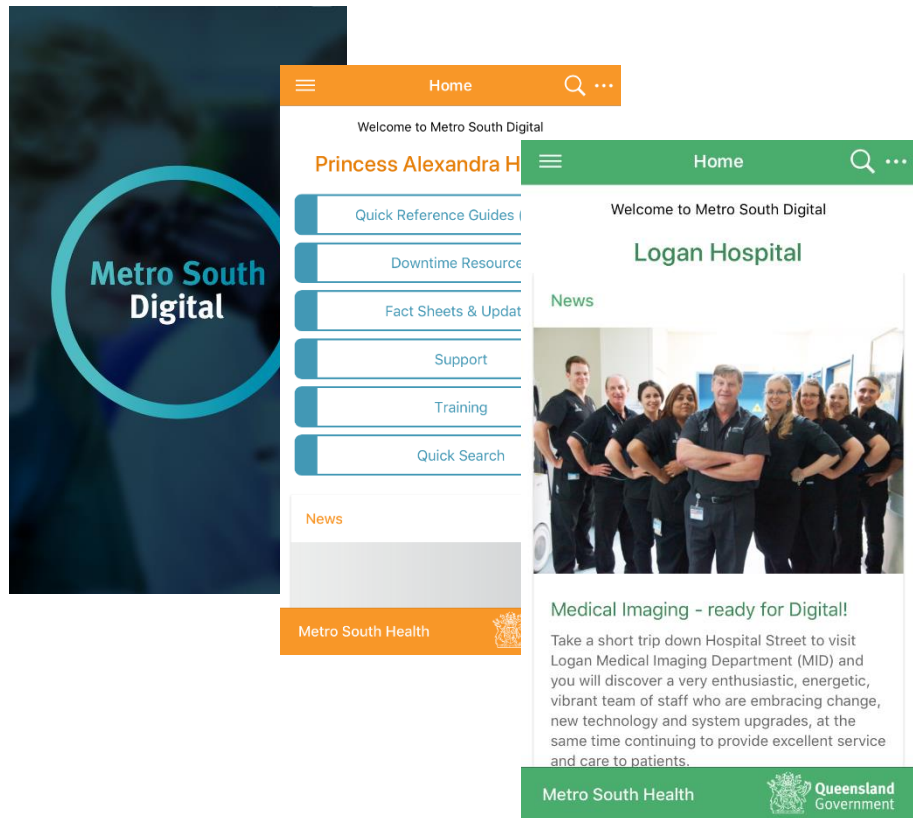 Metro South
Digital
Home
Welcome to Metro South Digital
Princess Alexandra H
Quick Reference Guides (
Downtime Resource
Fact Sheets & Updat
Support
Training
Quick Search
News
Metro South Health
Home
Welcome to Metro South Digital
Logan Hospital
News
Medical Imaging - ready for Digital!
Take a short trip down Hospital Street to visit
Logan Medical Imaging Department (MID) and
you will discover a very enthusiastic, energetic,
vibrant team of staff who are embracing change,
new technology and system upgrades, at the
same time continuing to provide excellent service
and care to patients.
Metro South Health
Queensland
Government